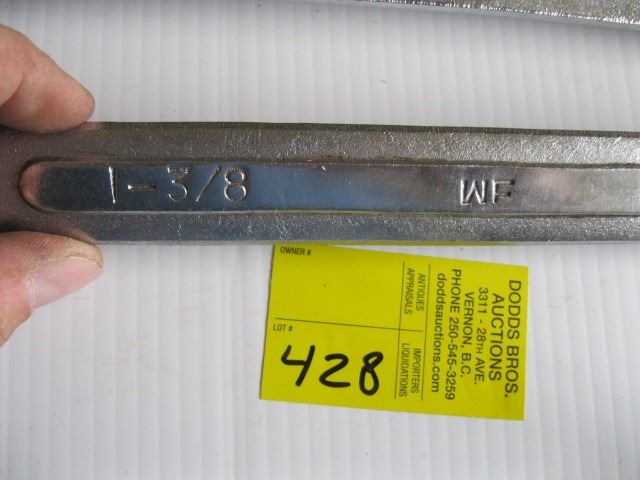 1-3/8
WF
OWNER #
LOT #
428
ANTIQUES
APPRAISALS
IMPORTERS
LIQUIDATIONS
DODDS BROS.
AUCTIONS
3311 - 28TH AVE.
VERNON, B.C.
PHONE 250-545-3259
doddsauctions.com